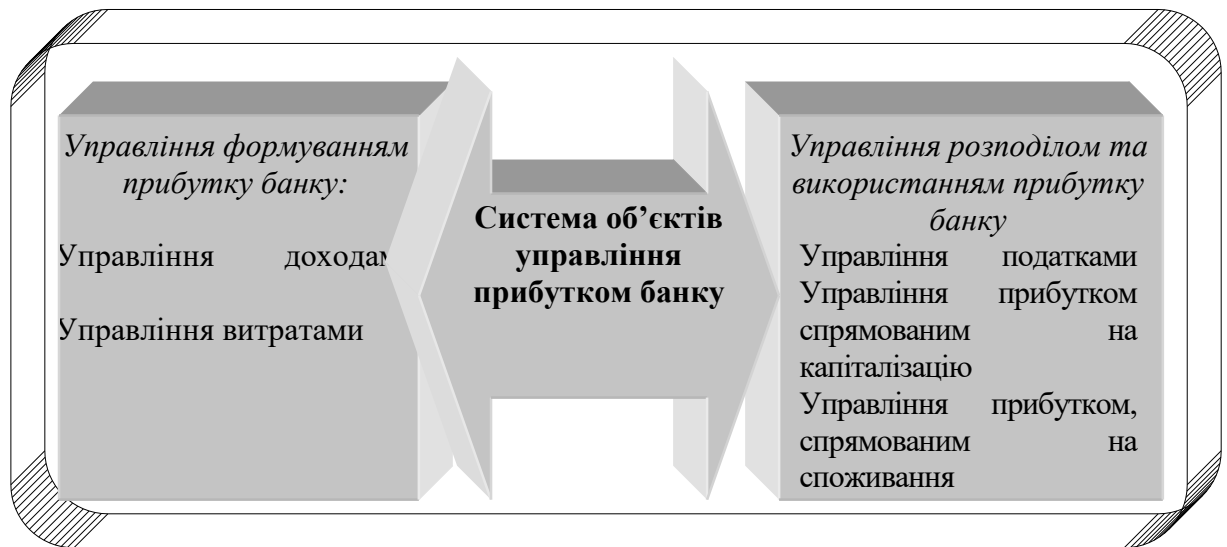 Управління формуванням
прибутку банку:
Управління доходам
Управління витратами
Система об’єктів
управління
прибутком банку
Управління розподілом та
використанням прибутку
банку
Управління податками
Управління прибутком
спрямованим на
капіталізацію
Управління прибутком,
спрямованим на
споживання